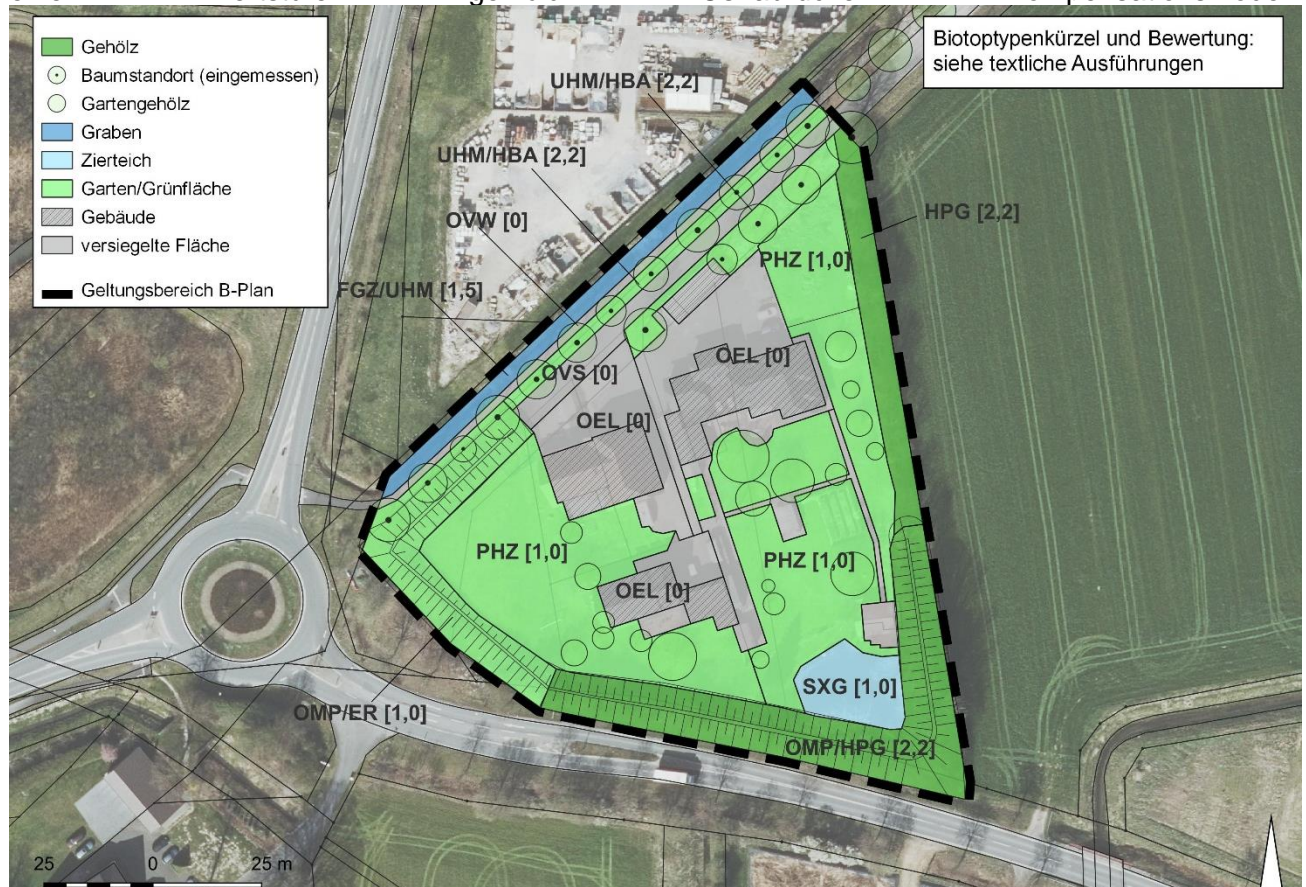 Gehölz
Baumstandort (eingemessen)
Gartengehölz
Graben
Zierteich
Garten/Grünfläche
Gebäude
versiegelte Fläche
Geltungsbereich B-Plan
Biotoptypenkürzel und Bewertung:
siehe textliche Ausführungen
UHM/HBA [2,2]
UHM/HBA [2,2]
OVW [0]
HPG [2,2]
PHZ [1,0]
FGZ/UHM [1,5]
OEL [0]
OVS [0]
OEL [0]
PHZ [1,0]
PHZ [1,0]
OEL [0]
SXG [1,0]
OMP/ER [1,0]
OMP/HPG [2,2]
25 0 25 m